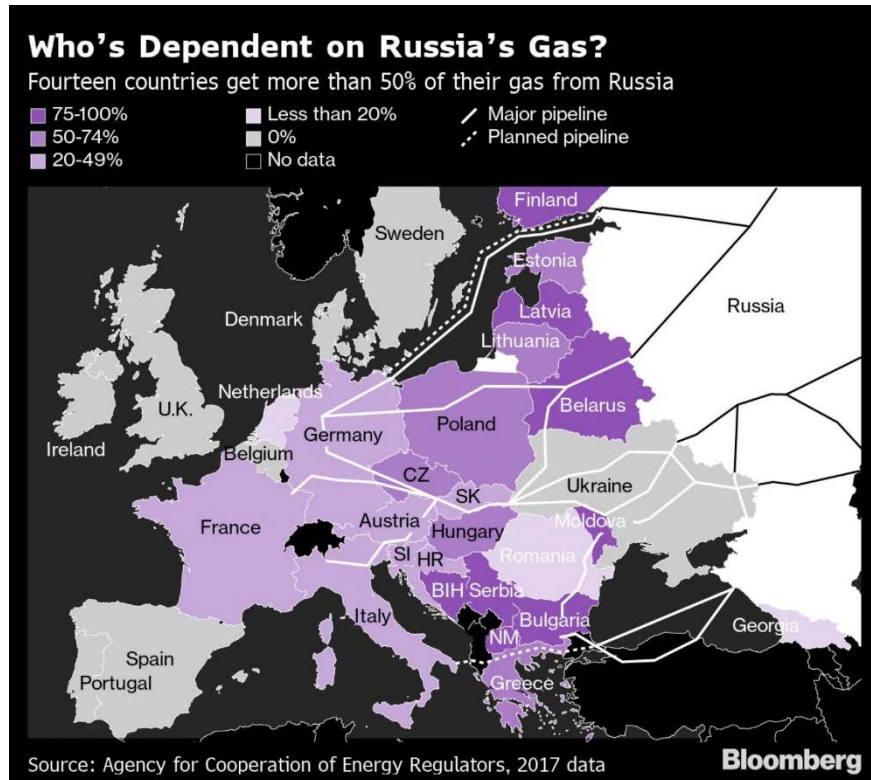 Who's Dependent on Russia's Gas?
Fourteen countries get more than 50% of their gas from Russia
75-100%
50-74%
20-49%
Less than 20%
0%
No data
Major pipeline
Planned pipeline
Finland
Sweden
Estonia
Russia
Latvia
Denmark
Lithuania
Netherlands
Belarus
U.K.
Poland
Germany
Ireland
Belgium
CZ
Ukraine
SK
France
Austria
Moldova
Hungary
Romania
SI
HR
BIH
Serbia
Italy
Bulgaria
Georgia
NM
Spain
Portugal
Greece
Source: Agency for Cooperation of Energy Regulators, 2017 data
Bloomberg